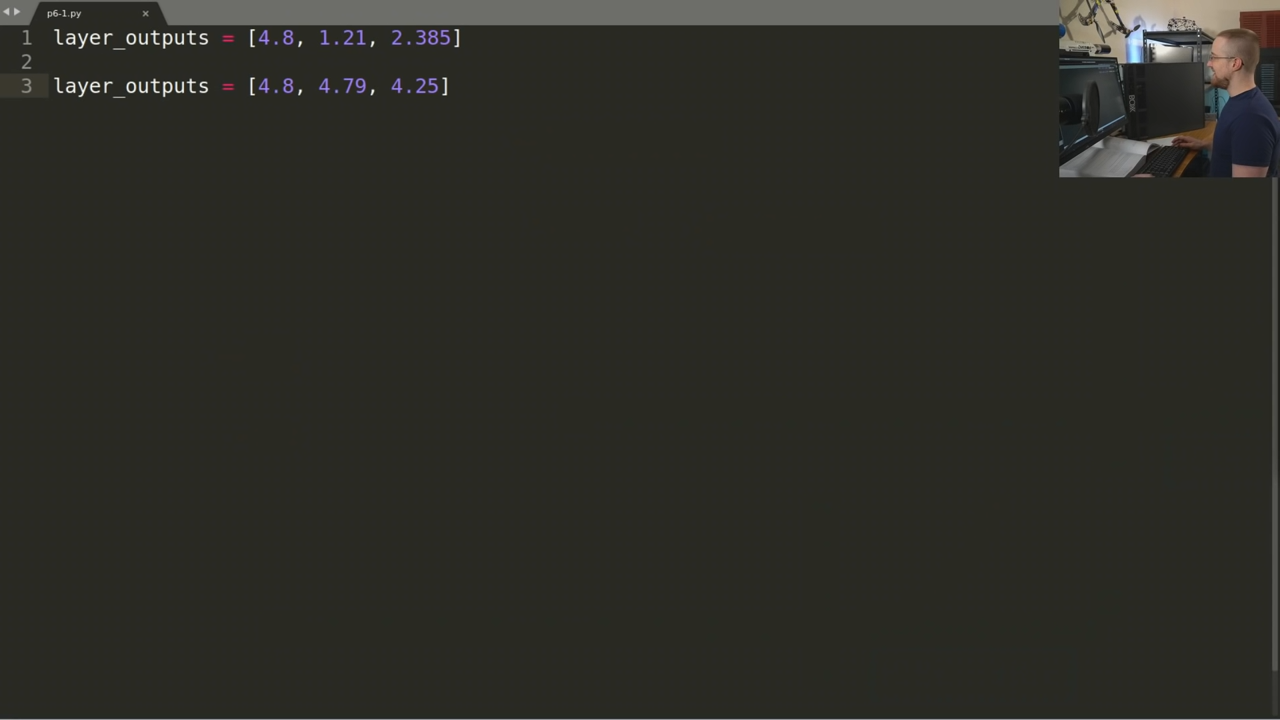 p6-1.py
1 layer_outputs = [4.8, 1.21, 2.385]
2
3 layer_outputs = [4.8, 4.79, 4.25]